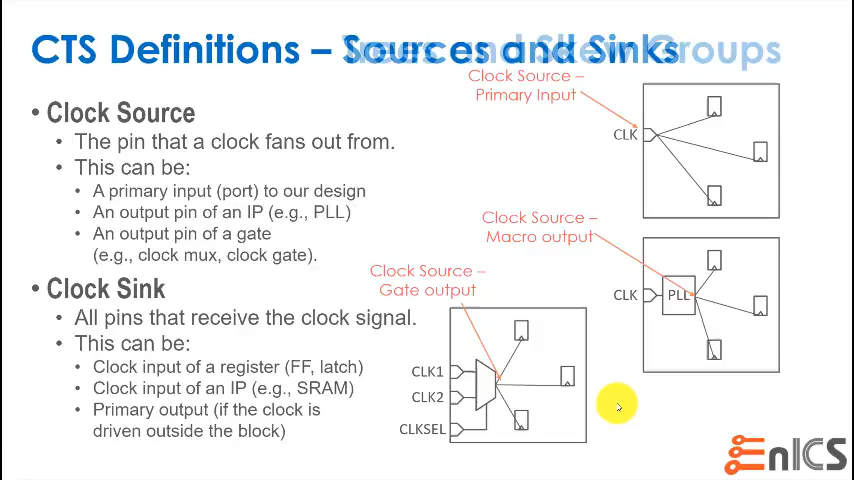 CTS Definitions – Sources and Sinks
Trees and Skew Groups
• Clock Source
• The pin that a clock fans out from.
• This can be:
• A primary input (port) to our design
• An output pin of an IP (e.g., PLL)
• An output pin of a gate
(e.g., clock mux, clock gate).
• Clock Sink
• All pins that receive the clock signal.
• This can be:
• Clock input of a register (FF, latch)
• Clock input of an IP (e.g., SRAM)
• Primary output (if the clock is
driven outside the block)
Clock Source –
Primary Input
CLK
Clock Source –
Macro output
CLK
PLL
Clock Source –
Gate output
CLK1
CLK2
CLKSEL
EnICS